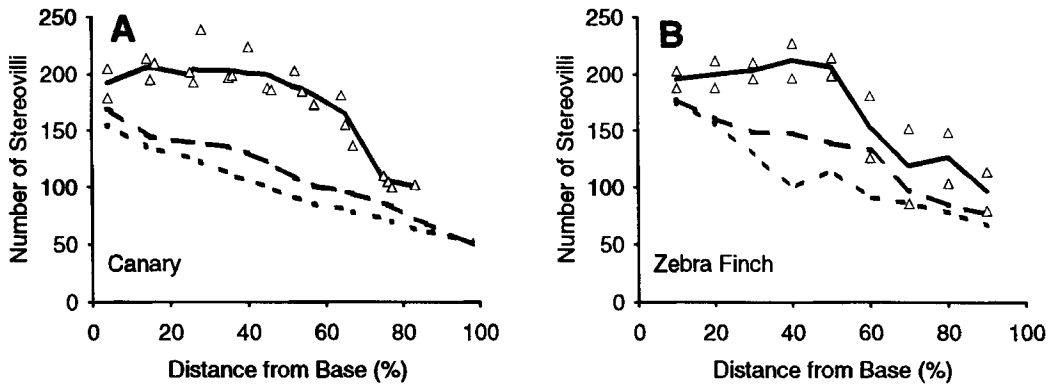 A
Number of Stereovilli
250
200
150
100
50
0
Canary
0 20 40 60 80 100
Distance from Base (%)
B
Number of Stereovilli
250
200
150
100
50
0
Zebra Finch
0 20 40 60 80 100
Distance from Base (%)